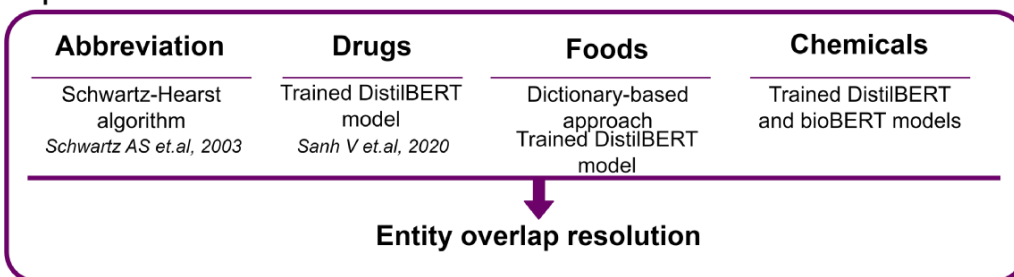 Abbreviation
Schwartz-Hearst
algorithm
Schwartz AS et.al, 2003
Drugs
Trained DistilBERT
model
Sanh V et.al, 2020
Foods
Dictionary-based
approach
Trained DistilBERT
model
Chemicals
Trained DistilBERT
and bioBERT models
Entity overlap resolution